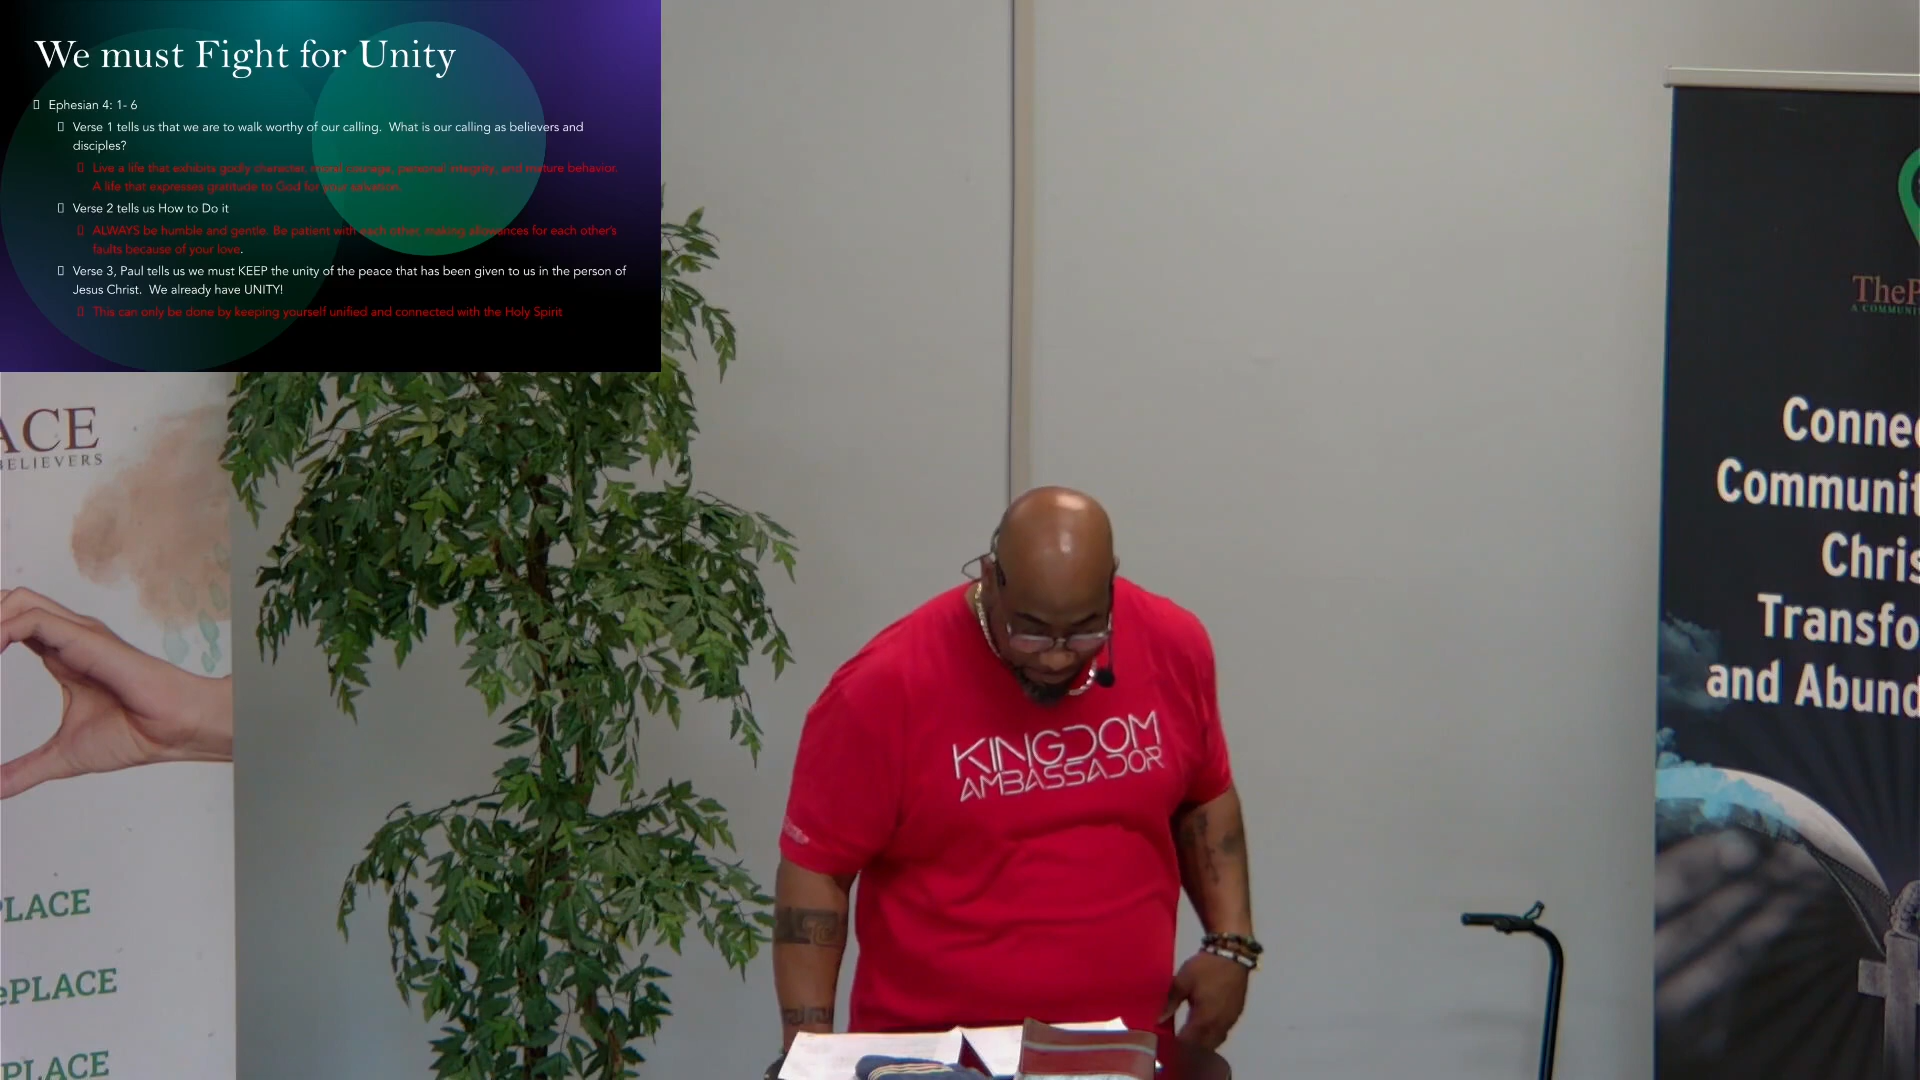 We must Fight for Unity
Ephesian 4: 1- 6
Verse 1 tells us that we are to walk worthy of our calling.  What is our calling as believers and
disciples?
Live a life that exhibits godly character, moral courage, personal integrity, and mature behavior.
A life that expresses gratitude to God for your salvation.
Verse 2 tells us How to Do it
ALWAYS be humble and gentle. Be patient with each other, making allowances for each other's
faults because of your love.
Verse 3, Paul tells us we must KEEP the unity of the peace that has been given to us in the person of
Jesus Christ.  We already have UNITY!
This can only be done by keeping yourself unified and connected with the Holy Spirit
ACE
BELIEVERS
PLACE
ePLACE
PLACE
KINGDOM
AMBASSADOR
TheP
A COMMUNI
Connec
Communit
Chris
Transfo
and Abund